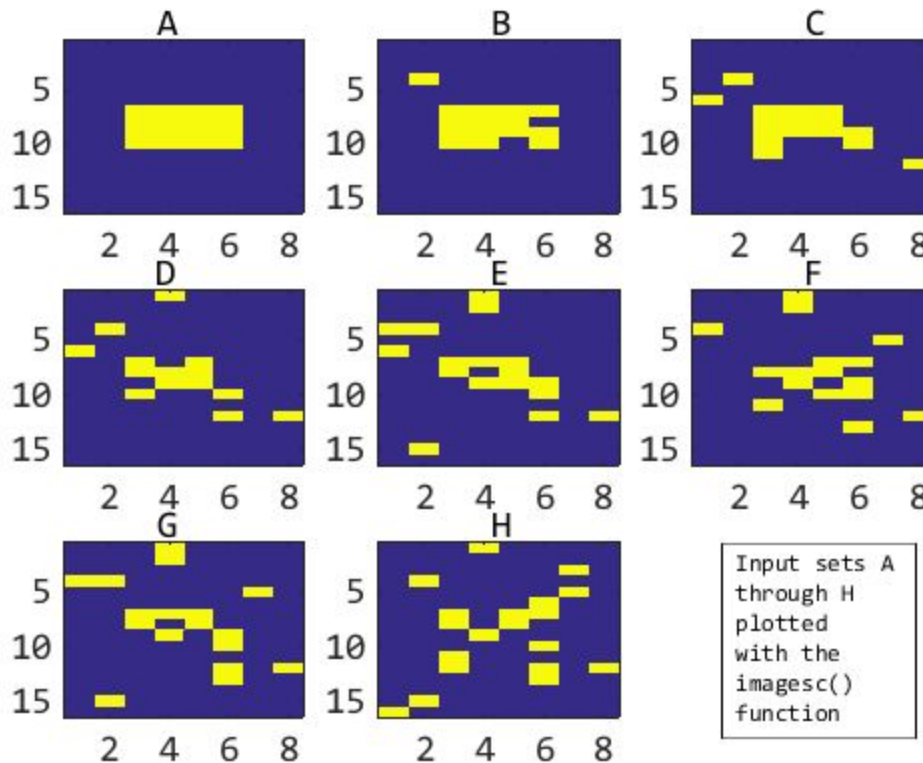 A B C
5 5 5
10 10 10
15 15 15
2 4 6 8 2 4 6 8 2 4 6 8
D E F
5 5 5
10 10 10
15 15 15
2 4 6 8 2 4 6 8 2 4 6 8
G H
5 5
10 10
15 15
2 4 6 8 2 4 6 8
Input sets A
through H
plotted
with the
imagesc()
function